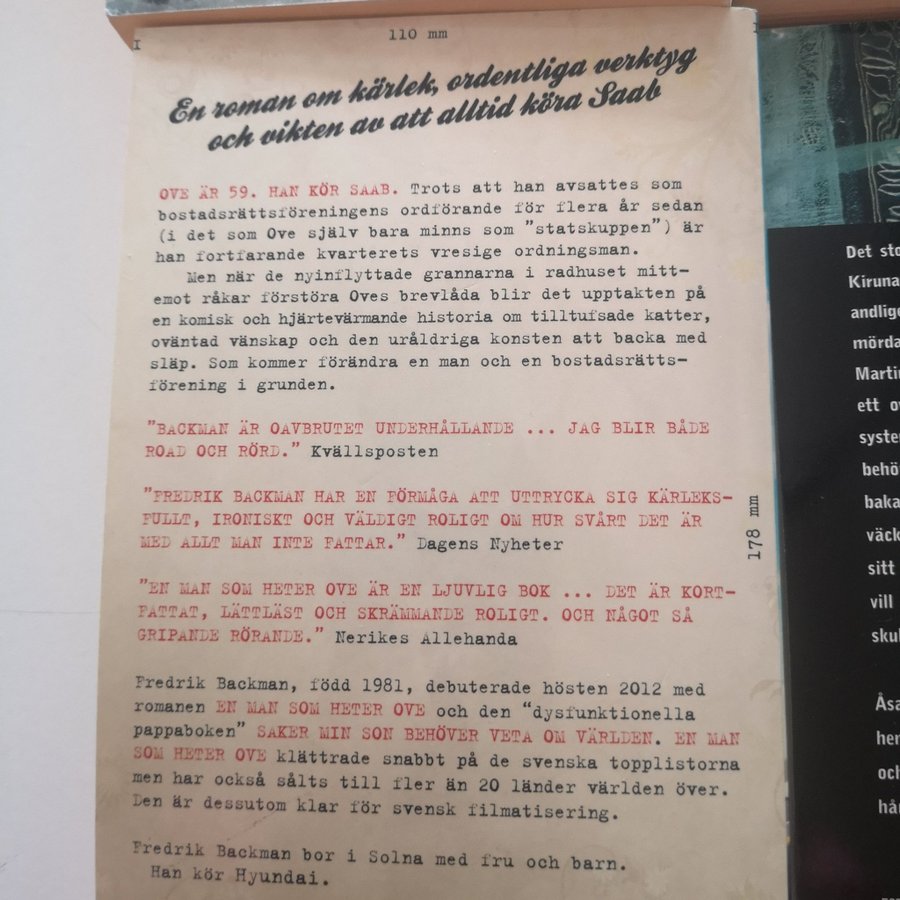 110 mm
En roman om kärlek, ordentliga verktyg
och vikten av att alltid köra Saab
OVE ÄR 59. HAN KÖR SAAB. Trots att han avsattes som
bostadsrättsföreningens ordförande för flera år sedan
(i det som Ove själv bara minns som "statskuppen") är
han fortfarande kvarterets vresige ordningsman.
Men när de nyinflyttade grannarna i radhuset mitt-
emot råkar förstöra Oves brevlåda blir det upptakten på
en komisk och hjärtevärmande historia om tilltufsade katter,
oväntad vänskap och den uråldriga konsten att backa med
släp. Som kommer förändra en man och en bostadsrätts-
förening i grunden.
"BACKMAN ÄR OAVBRUTET UNDERHÅLLANDE ... JAG BLIR BÅDE
ROAD OCH RÖRD." Kvällsposten
"FREDRIK BACKMAN HAR EN FÖRMÅGA ATT UTTRYCKA SIG KÄRLEKS-
FULLT, IRONISKT OCH VÄLDIGT ROLIGT OM HUR SVÅRT DET ÄR
MED ALLT MAN INTE FATTAR." Dagens Nyheter
"EN MAN SOM HETER OVE ÄR EN LJUVLIG BOK ... DET ÄR KORT-
FATTAT, LÄTTLÄST OCH SKRÄMMANDE ROLIGT. OCH NÅGOT SÅ
GRIPANDE RÖRANDE." Nerikes Allehanda
Fredrik Backman, född 1981, debuterade hösten 2012 med
romanen EN MAN SOM HETER OVE och den "dysfunktionella
pappaboken" SAKER MIN SON BEHÖVER VETA OM VÄRLDEN. EN MAN
SOM HETER OVE klättrade snabbt på de svenska topplistorna
men har också sålts till fler än 20 länder världen över.
Den är dessutom klar för svensk filmatisering.
Fredrik Backman bor i Solna med fru och barn.
Han kör Hyundai.
178 mm
Det
Kiruna
andlige
mörda
Martin
ett
syste
behö
baka
väck
sitt
vill
skul
Åsa
her
och
hår